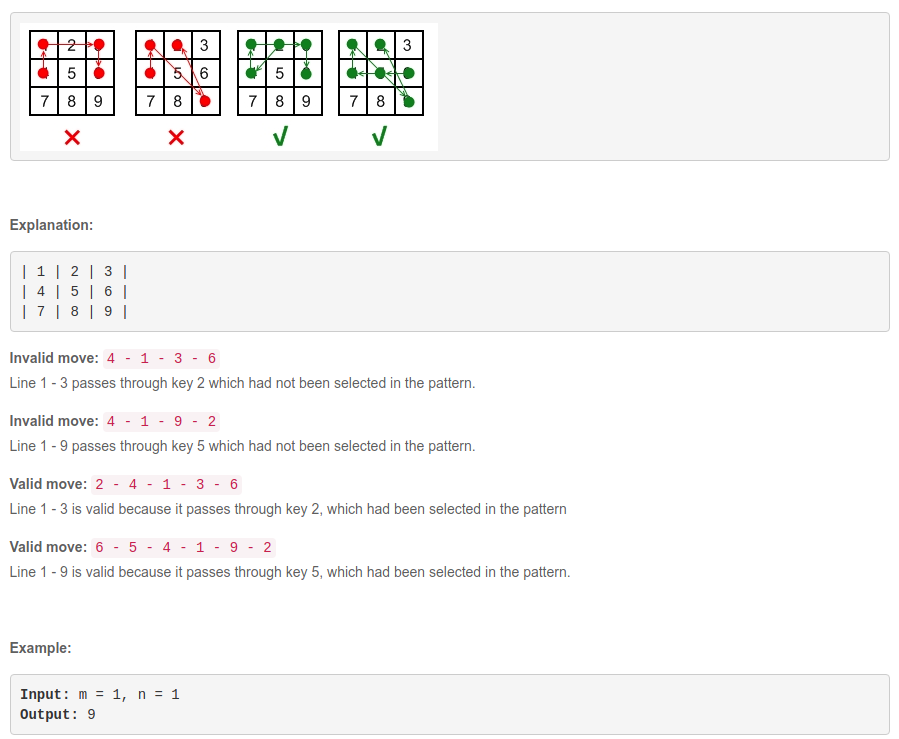 2
5
7 8 9
3
5 6
7 8
5
7 8 9
3
7 8
Explanation:
| 1 | 2 | 3 |
| 4 | 5 | 6 |
| 7 | 8 | 9 |
Invalid move: 4 - 1 - 3 - 6
Line 1 - 3 passes through key 2 which had not been selected in the pattern.
Invalid move: 4 - 1 - 9 - 2
Line 1 - 9 passes through key 5 which had not been selected in the pattern.
Valid move: 2 - 4 - 1 - 3 - 6
Line 1 - 3 is valid because it passes through key 2, which had been selected in the pattern
Valid move: 6 - 5 - 4 - 1 - 9 - 2
Line 1 - 9 is valid because it passes through key 5, which had been selected in the pattern.
Example:
Input: m = 1, n = 1
Output: 9